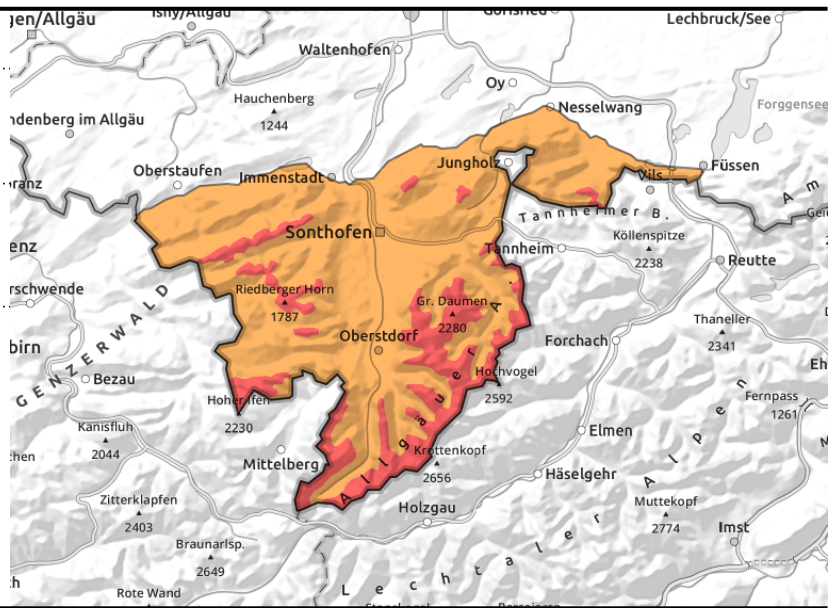 gen/Allgäu
Isny/Allgäu
Lechbruck/See
Waltenhofen
Oy
Hauchenberg
1244
Nesselwang
Forggensee
ndenberg im Allgäu
Oberstaufen
Immenstadt
Jungholz
Vils
Füssen
Am
Tannheimer B.
Sonthofen
Köllenspitze
2238
Tannheim
Reutte
enz
rschwende
Riedberger Horn
1787
Gr. Daumen
2280
GENZERWALD
Thaneller
2341
Oberstdorf
Forchach
birn
Bezau
Hochvogel
2592
Hoher Ifen
2230
Fernpass
1261
Kanisfluh
2044
Elmen
Allgäuer A
Lechtaler Alpen
Mittelberg
Krottenkopf
2656
Häselgehr
Zitterklapfen
2403
Holzgau
Muttekopf
2774
Imst
Braunarlsp.
2649
Rote Wand